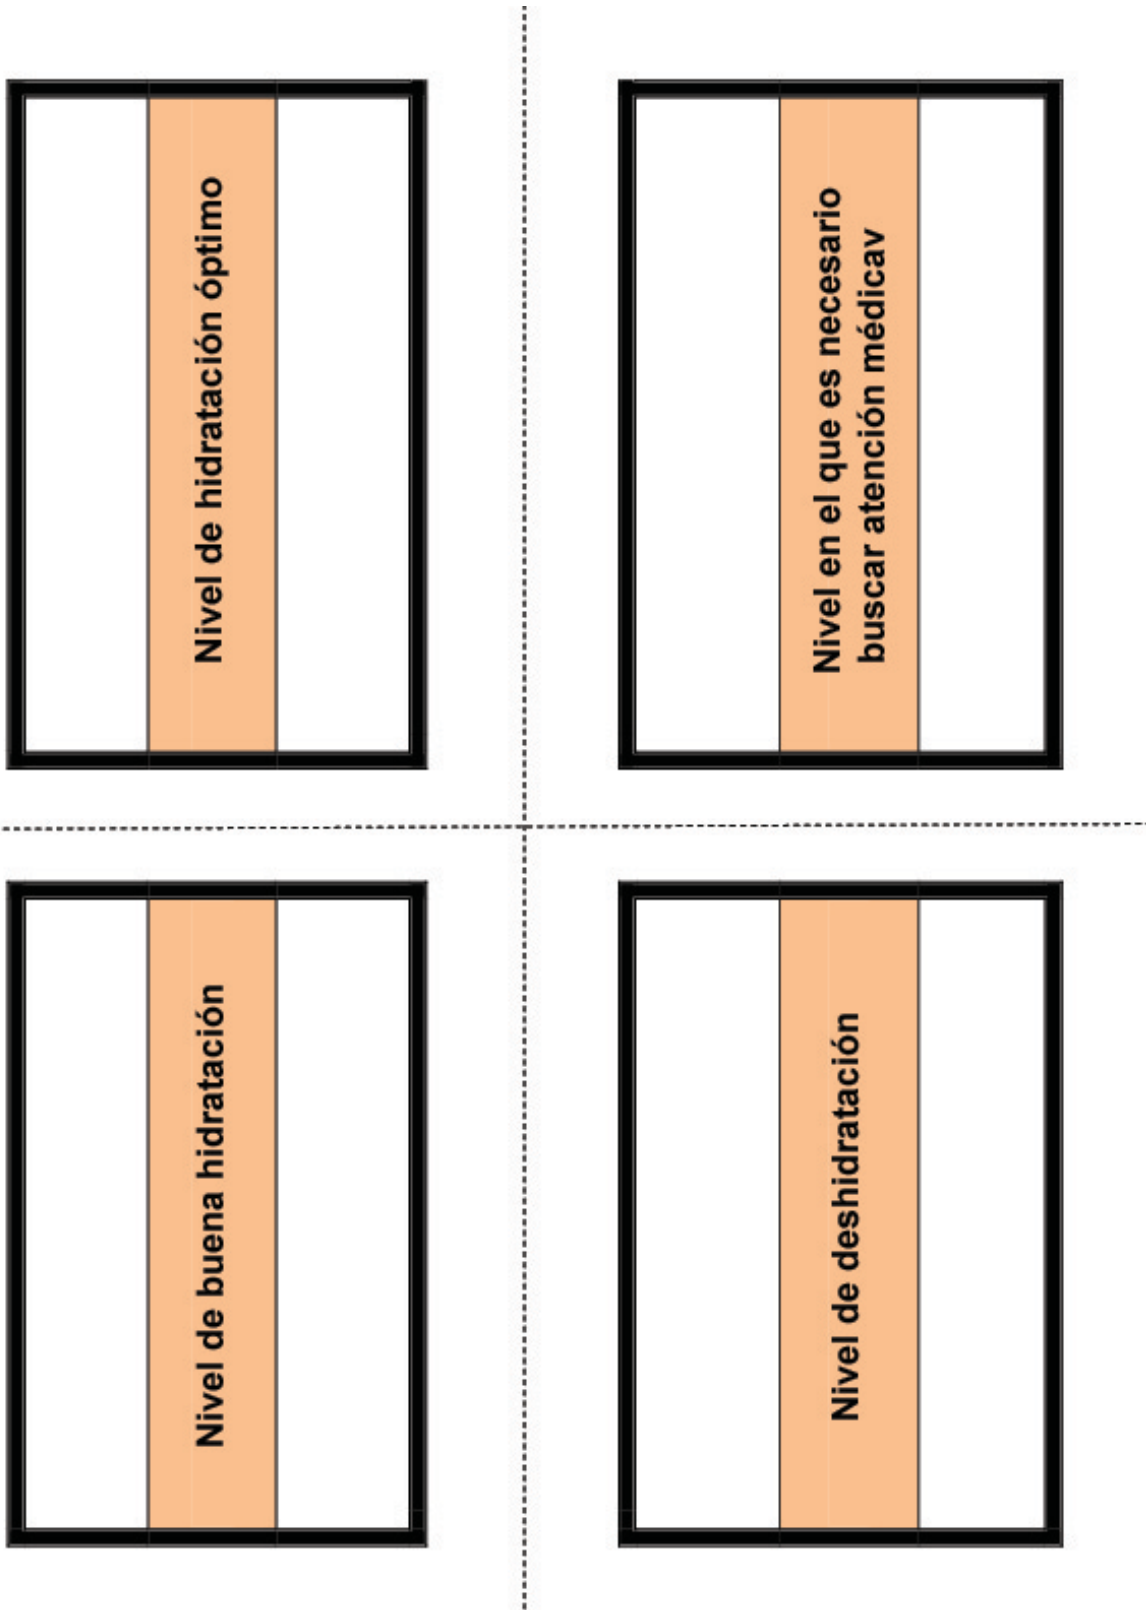 Nivel de buena hidratación
Nivel de hidratación óptimo
Nivel de deshidratación
Nivel en el que es necesario
buscar atención médicav